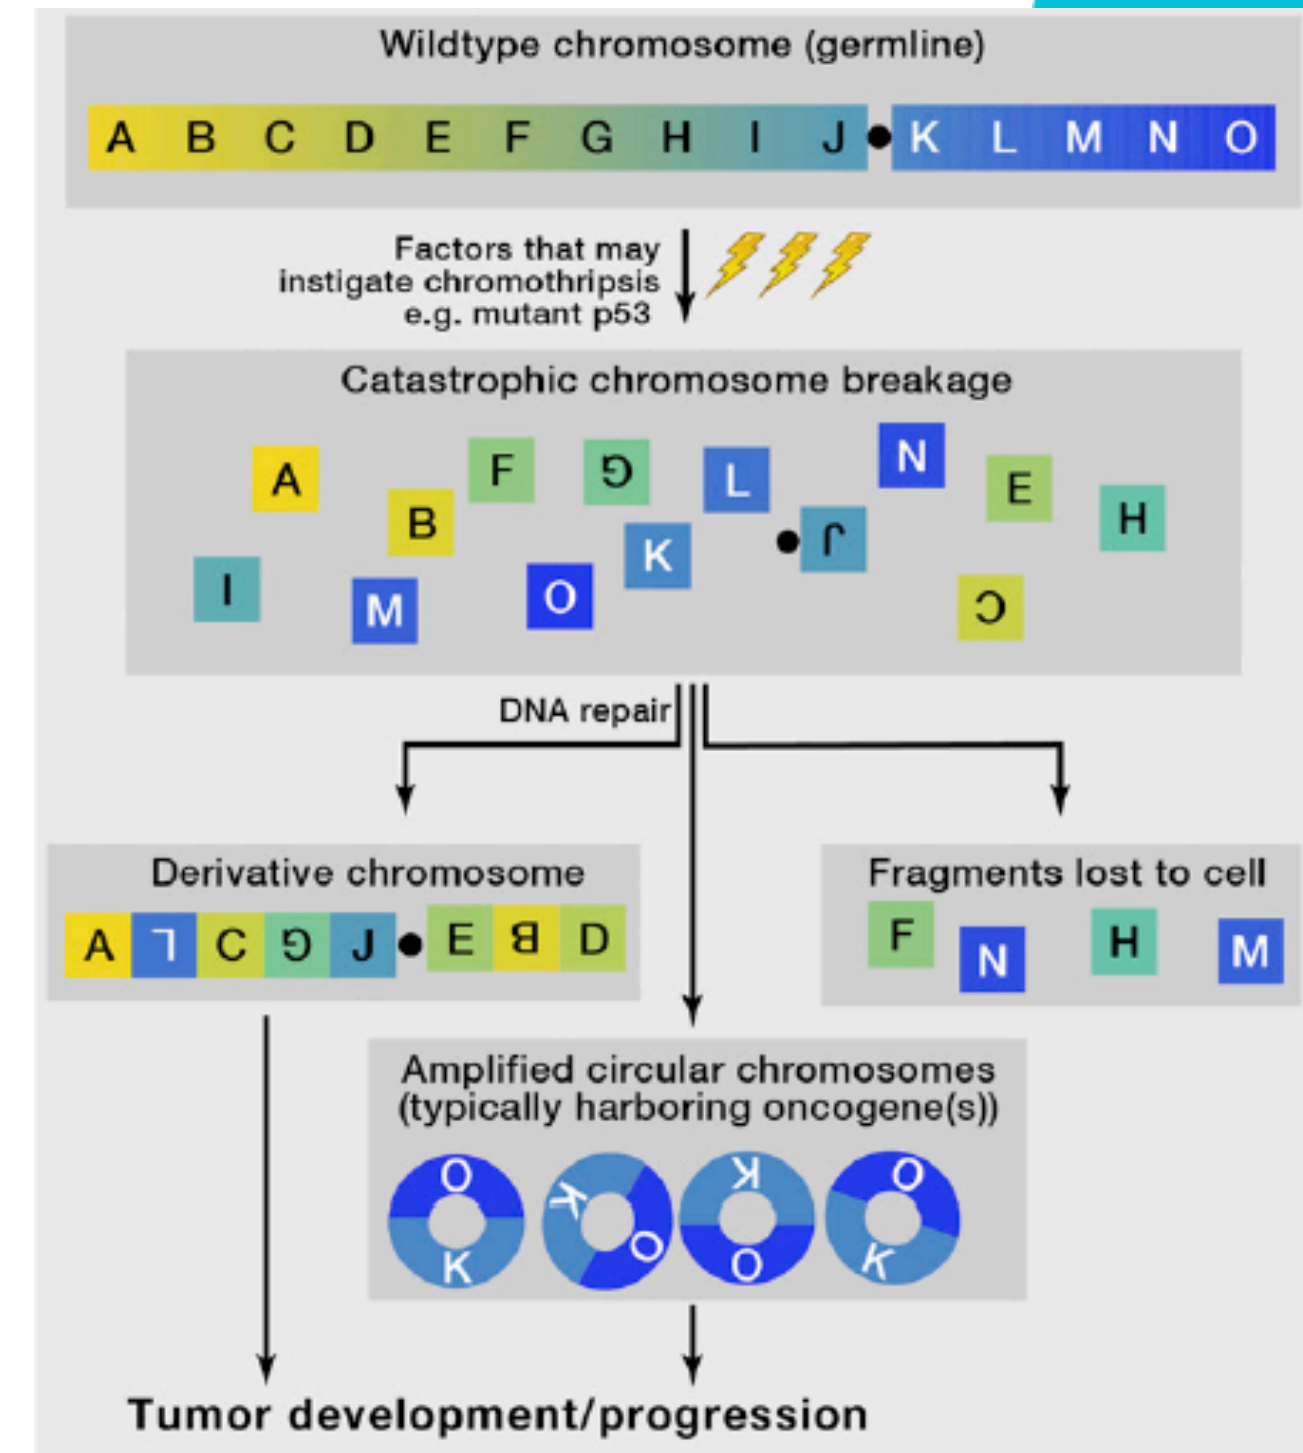 Wildtype chromosome (germline)
A B C D E F G H I J K L M N O
Factors that may
instigate chromothripsis
e.g. mutant p53
Catastrophic chromosome breakage
A B F G L N E H
I M O K J C
DNA repair
Derivative chromosome
A L C G J E B D
Fragments lost to cell
F N H M
Amplified circular chromosomes
(typically harboring oncogene(s))
O K K O
K O O K
Tumor development/progression